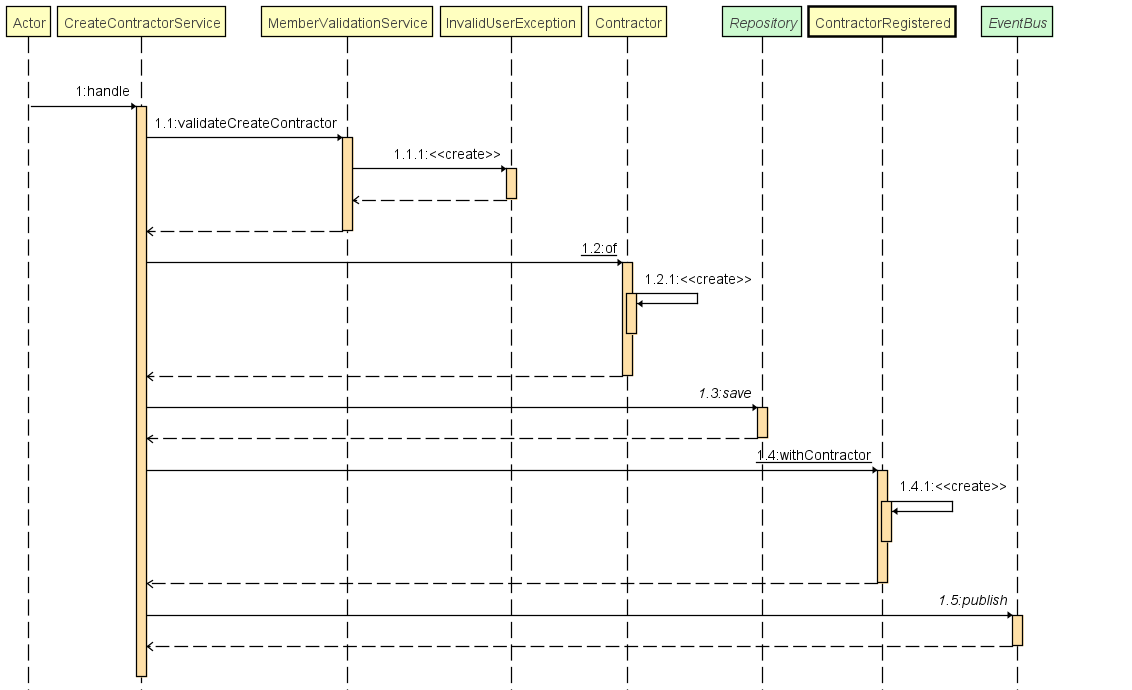 Actor CreateContractorService MemberValidationService InvalidUserException Contractor Repository ContractorRegistered EventBus
1:handle
1.1:validateCreateContractor
1.1.1:<<create>>
1.2:of
1.2.1:<<create>>
1.3:save
1.4:withContractor
1.4.1:<<create>>
1.5:publish